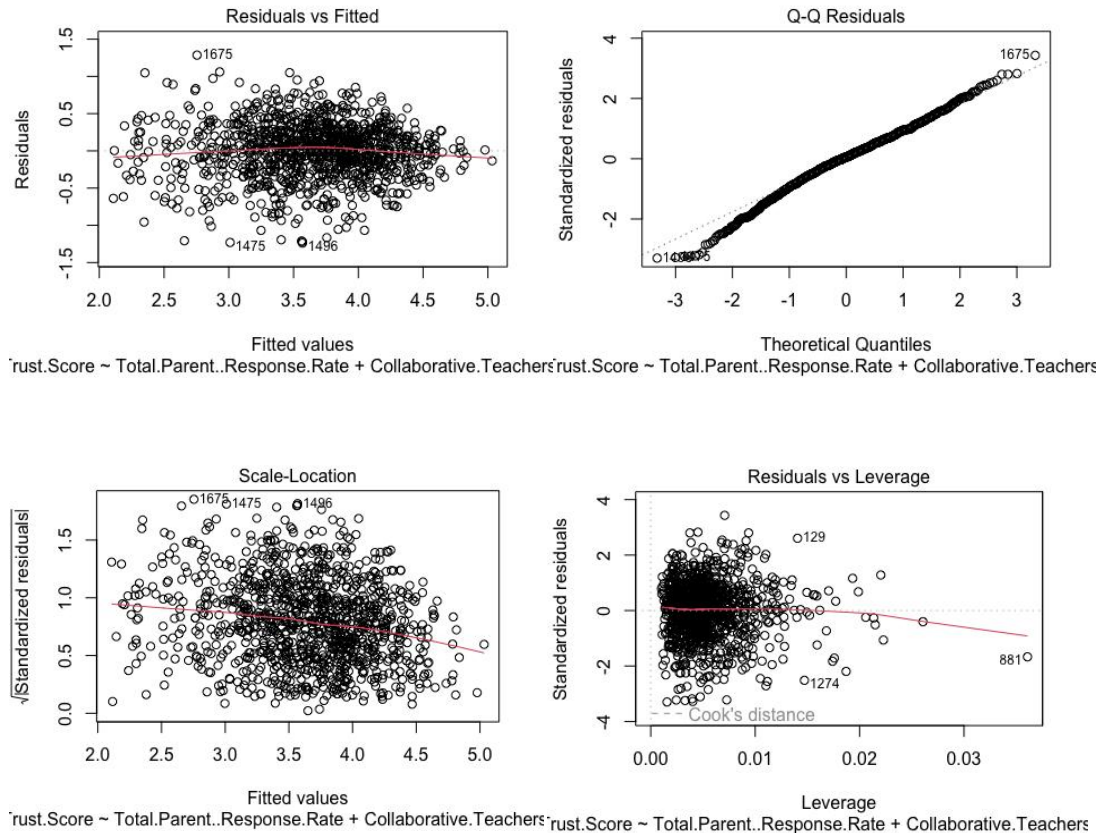 Residuals vs Fitted
1.5
0.5
-0.5
-1.5
Residuals
1675
1475
1496
2.0 2.5 3.0 3.5 4.0 4.5 5.0
Fitted values
rust.Score ~ Total.Parent..Response.Rate + Collaborative.Teachers
Q-Q Residuals
4
2
0
-2
Standardized residuals
1675
-3 -2 -1 0 1 2 3
Theoretical Quantiles
rust.Score ~ Total.Parent..Response.Rate + Collaborative.Teachers
Scale-Location
1.5
1.0
0.5
0.0
√|Standardized residuals|
1675
1475
1496
2.0 2.5 3.0 3.5 4.0 4.5 5.0
Fitted values
rust.Score ~ Total.Parent..Response.Rate + Collaborative.Teachers
Residuals vs Leverage
4
2
0
-2
-4
Standardized residuals
129
881
1274
Cook's distance
0.00 0.01 0.02 0.03
Leverage
rust.Score ~ Total.Parent..Response.Rate + Collaborative.Teachers